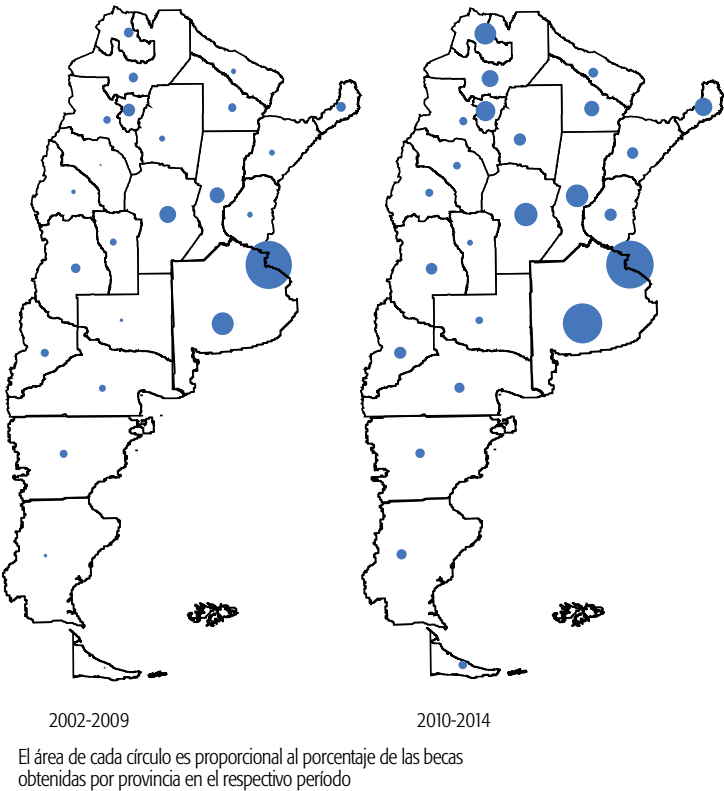 2002-2009
2010-2014
El área de cada círculo es proporcional al porcentaje de las becas
obtenidas por provincia en el respectivo período